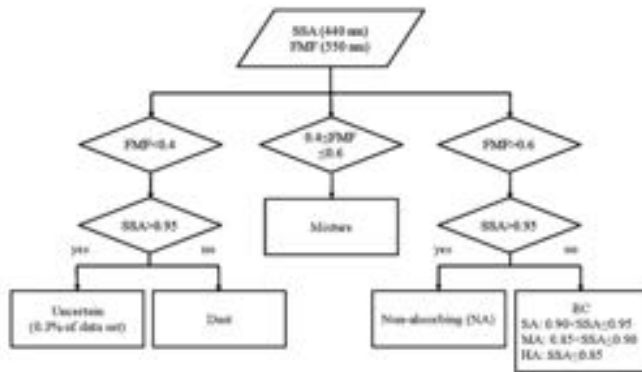 SSA (440 nm)
FMF (550 nm)
FMF<0.4
0.4≤FMF
≤0.6
FMF>0.6
SSA>0.95
Mixture
SSA>0.95
yes
no
yes
no
Uncertain
(0.3% of data set)
Dust
Non-absorbing (NA)
BC
SA: 0.90<SSA≤0.95
MA: 0.85<SSA≤0.90
HA: SSA≤0.85